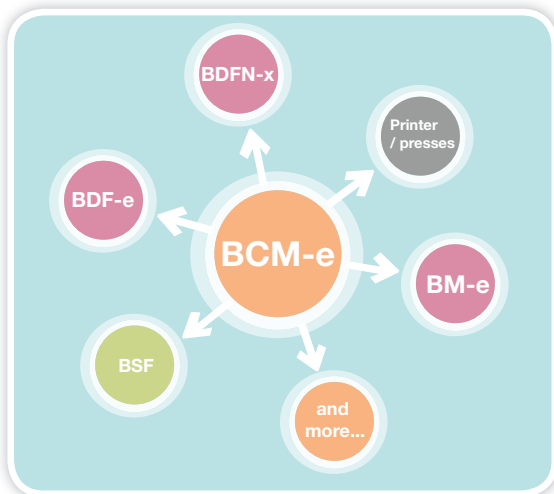 BDFN-x
Printer
/ presses
BDF-e
BCM-e
BM-e
BSF
and
more...